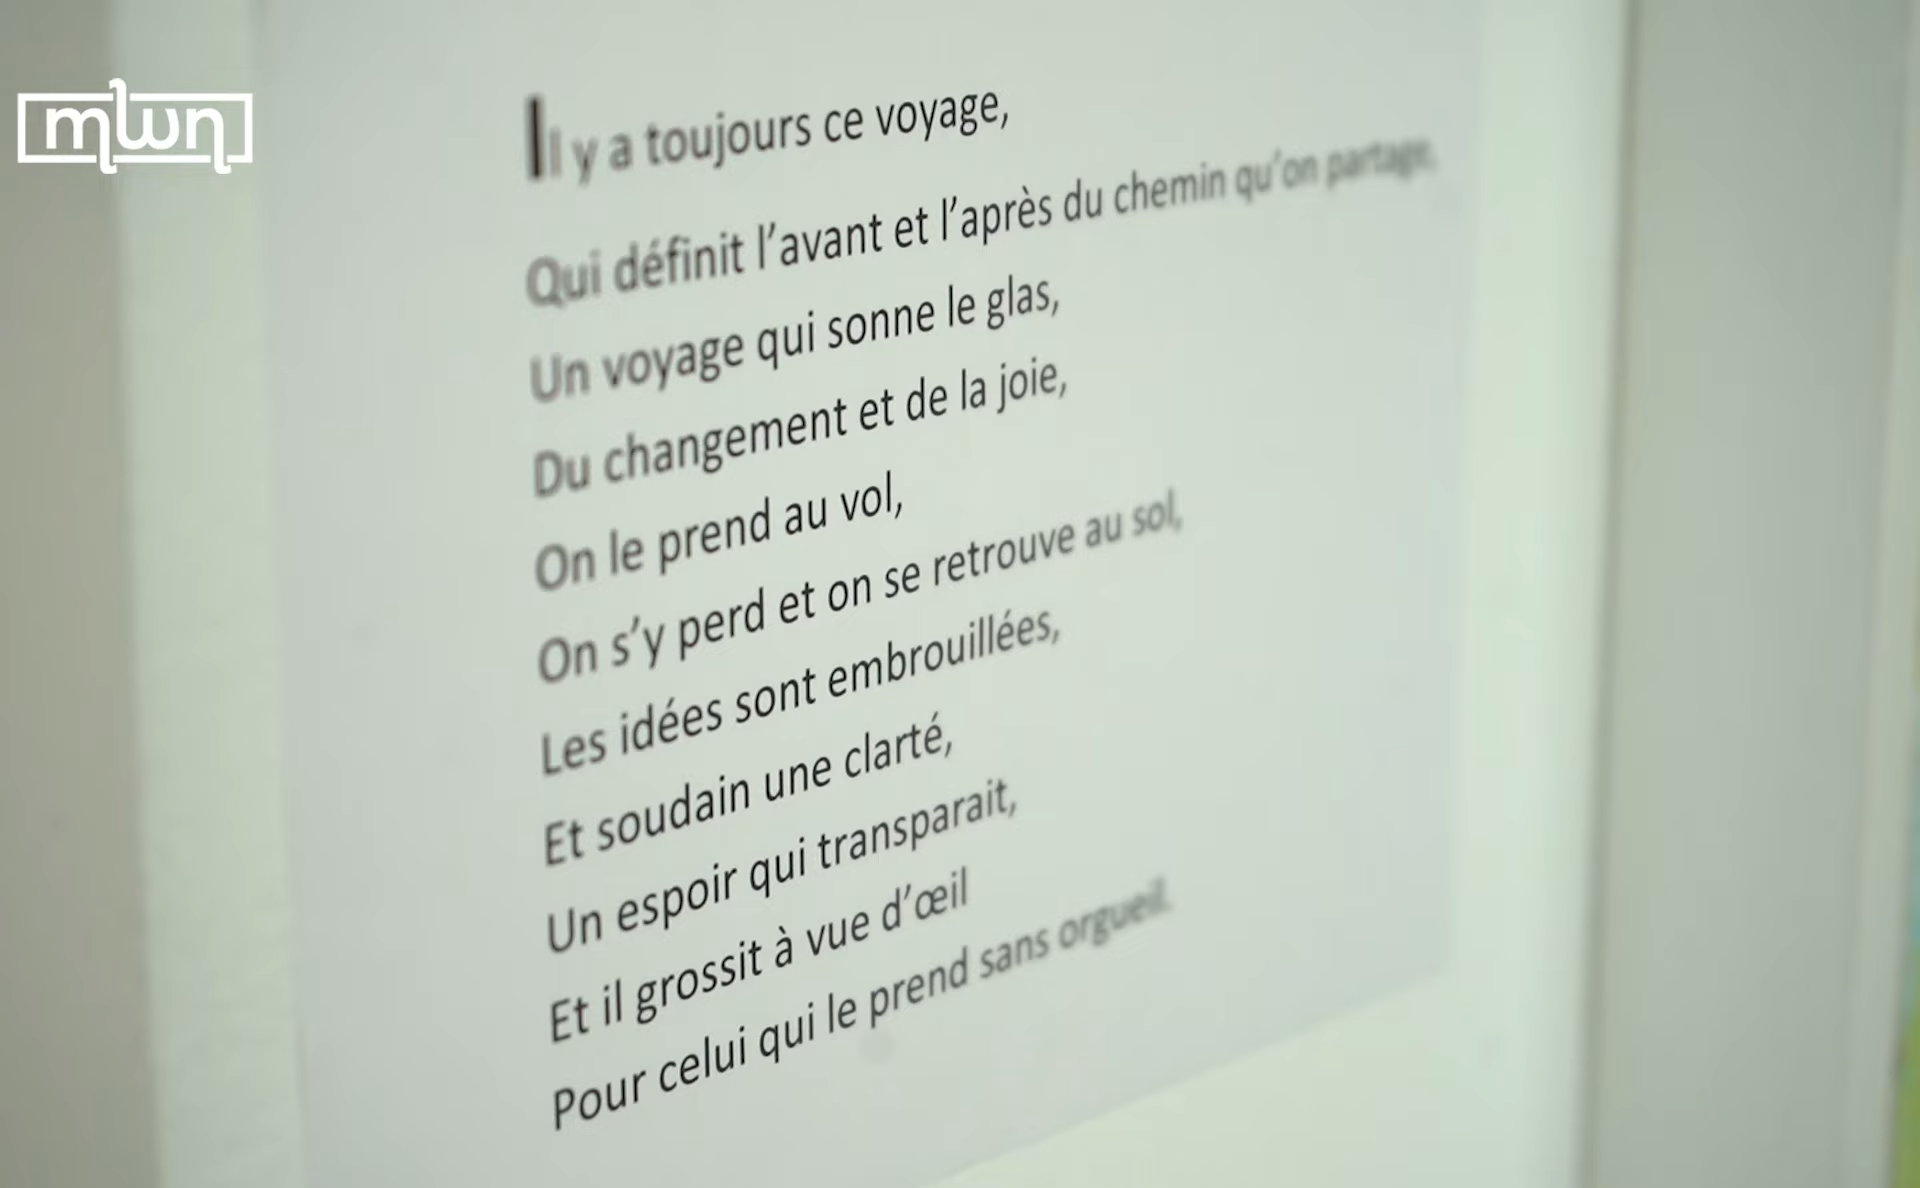 mwn
Il y a toujours ce voyage,
Qui définit l'avant et l'après du chemin qu'on partage,
Un voyage qui sonne le glas,
Du changement et de la joie,
On le prend au vol,
On s'y perd et on se retrouve au sol,
Les idées sont embrouillées,
Et soudain une clarté,
Un espoir qui transparait,
Et il grossit à vue d'œil
Pour celui qui le prend sans orgueil.